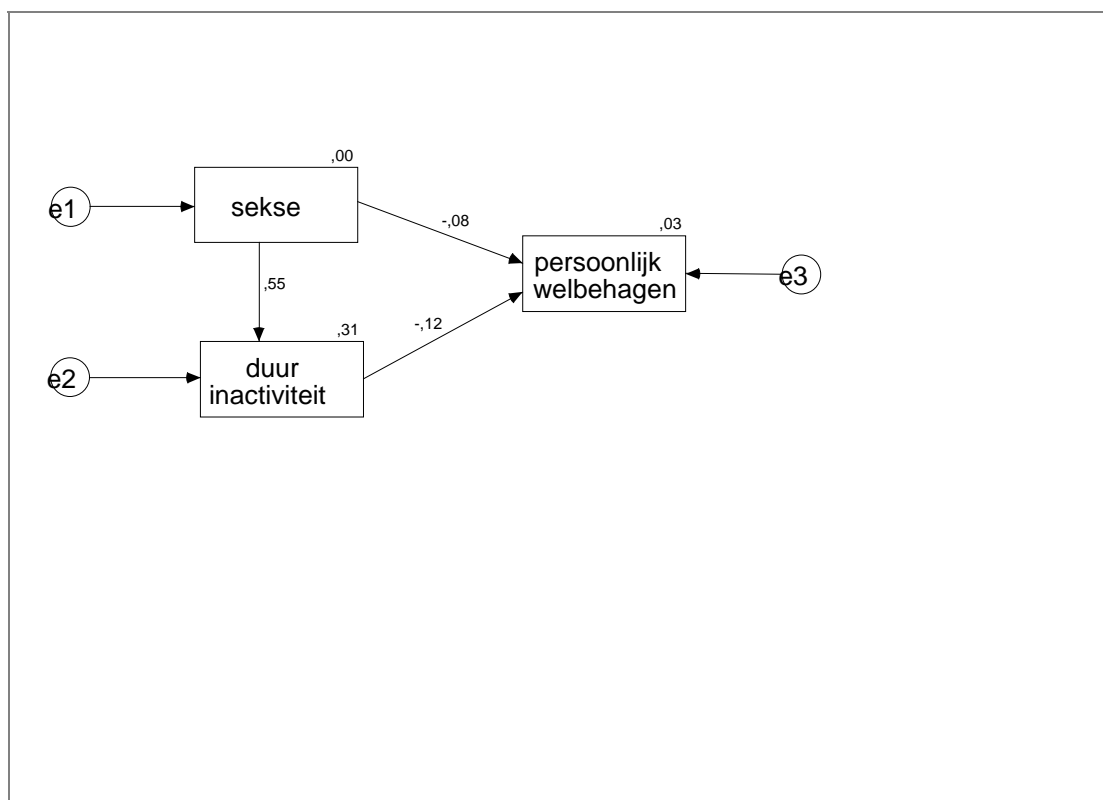 ,00
e1
sekse
-,08
,03
persoonlijk
welbehagen
e3
,55
-,12
,31
e2
duur
inactiviteit